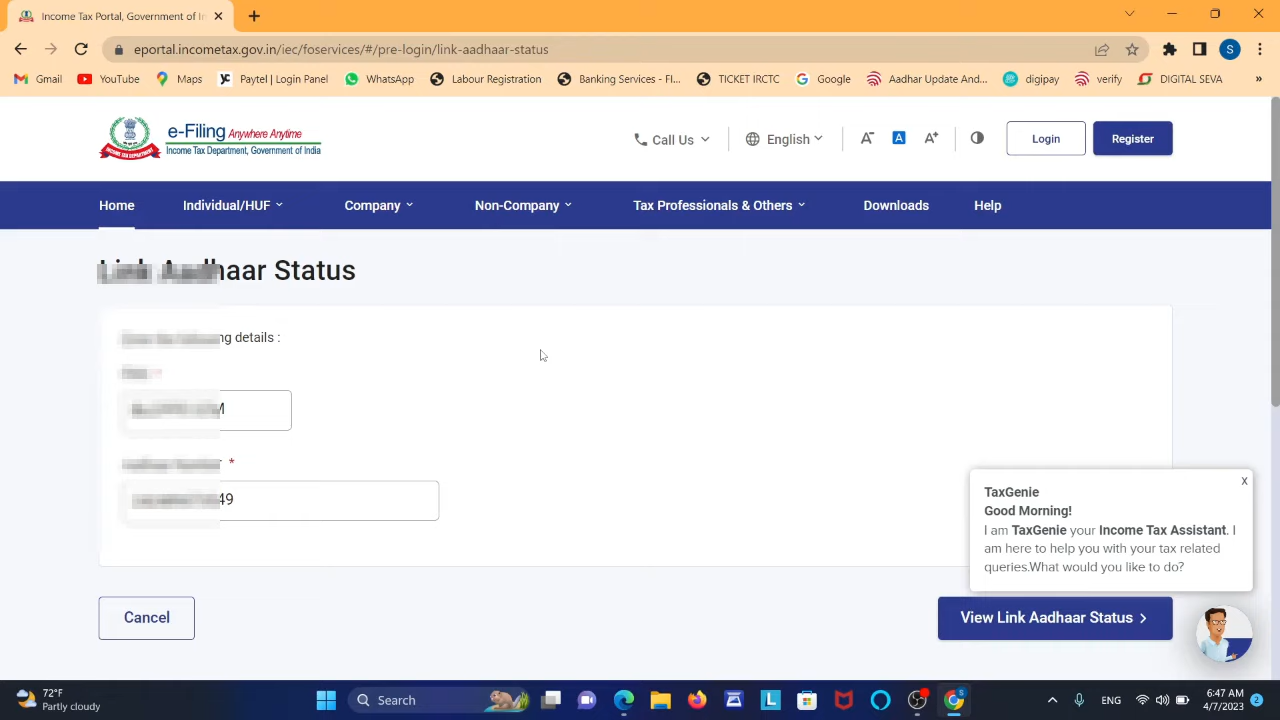 Income Tax Portal, Government of I
eportal.incometax.gov.in/iec/foservices/#/pre-login/link-aadhaar-status
S
Gmail YouTube Maps Paytel | Login Panel WhatsApp Labour Registration Banking Services - Fl... TICKET IRCTC Google Aadhar Update And... digipay verify DIGITAL SEVA »
e-Filing Anywhere Anytime
Income Tax Department, Government of India
Call Us English A- A A+ Login Register
Home Individual/HUF Company Non-Company Tax Professionals & Others Downloads Help
Link Aadhaar Status
details :
*
M
*
49
X
TaxGenie
Good Morning!
I am TaxGenie your Income Tax Assistant. I
am here to help you with your tax related
queries.What would you like to do?
Cancel View Link Aadhaar Status >
72°F
Partly cloudy
Search
L
S
ENG
6:47 AM
4/7/2023
2